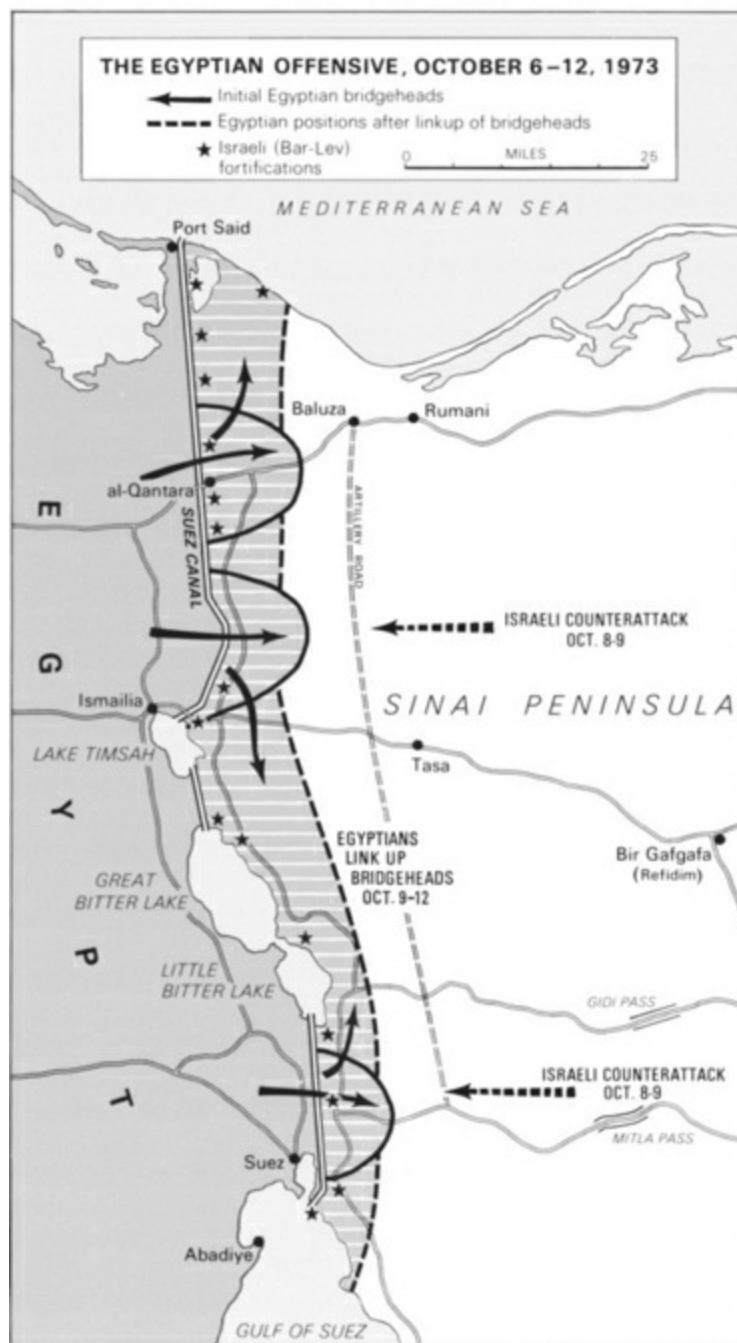 THE EGYPTIAN OFFENSIVE, OCTOBER 6–12, 1973
Initial Egyptian bridgeheads
Egyptian positions after linkup of bridgeheads
Israeli (Bar-Lev)
fortifications
MILES
0 25
MEDITERRANEAN SEA
Port Said
Baluza
Rumani
al-Qantara
ARTILLERY ROAD
SUEZ CANAL
ISRAELI COUNTERATTACK
OCT. 8-9
Ismailia
SINAI PENINSULA
LAKE TIMSAH
Tasa
EGYPTIANS
LINK UP
BRIDGEHEADS
OCT. 9-12
Bir Gafgafa
(Refidim)
GREAT
BITTER LAKE
LITTLE
BITTER LAKE
GIDI PASS
ISRAELI COUNTERATTACK
OCT. 8-9
MITLA PASS
Suez
Abadiye
GULF OF SUEZ
EGYPT